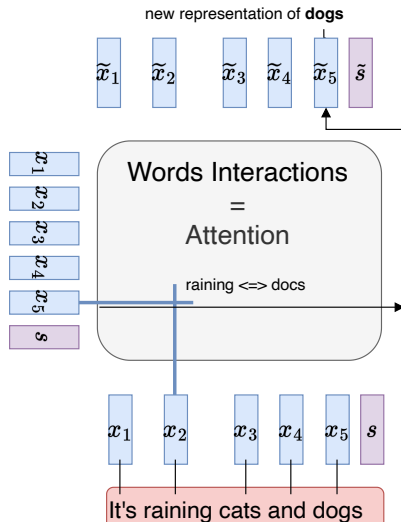 new representation of dogs
x̃₁ x̃₂ x̃₃ x̃₄ x̃₅ s̃
x₁
x₂
x₃
x₄
x₅
s
Words Interactions
=
Attention
raining <=> docs
x₁ x₂ x₃ x₄ x₅ s
It's raining cats and dogs